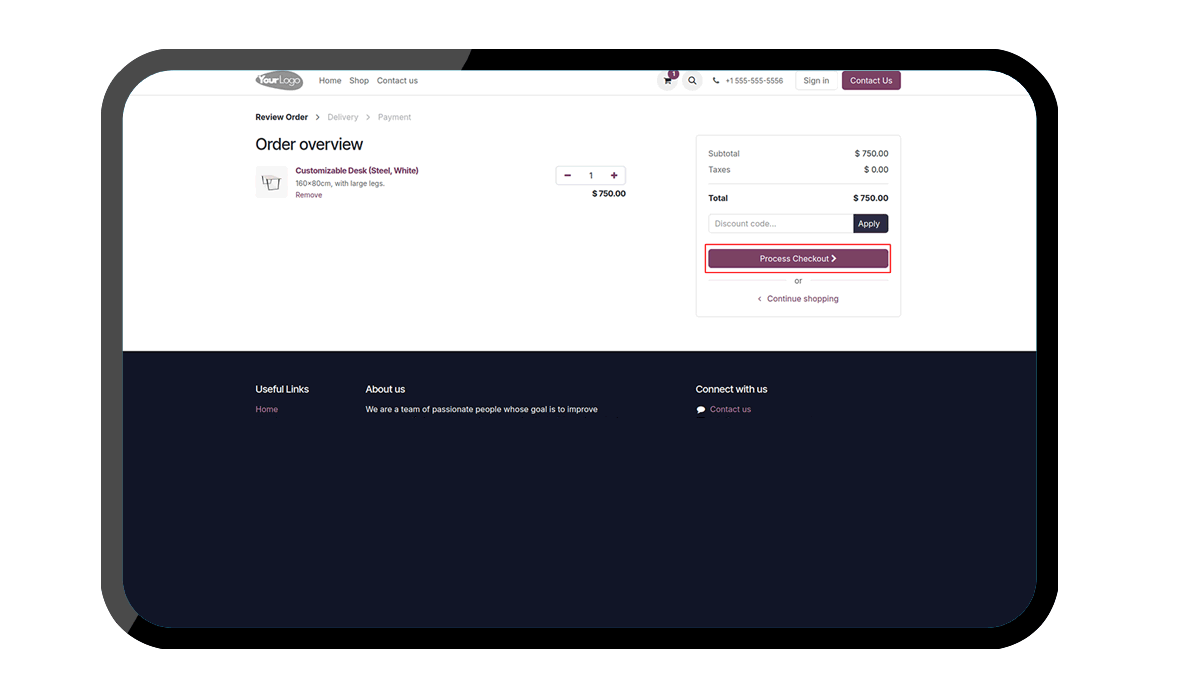 YourLogo Home Shop Contact us 1 +1 555-555-5556 Sign in Contact Us
Review Order > Delivery > Payment
Order overview
Customizable Desk (Steel, White)
160×80cm, with large legs.
Remove
− 1 +
$ 750.00
Subtotal $ 750.00
Taxes $ 0.00
Total $ 750.00
Discount code... Apply
Process Checkout >
or
< Continue shopping
Useful Links
Home
About us
We are a team of passionate people whose goal is to improve
Connect with us
Contact us